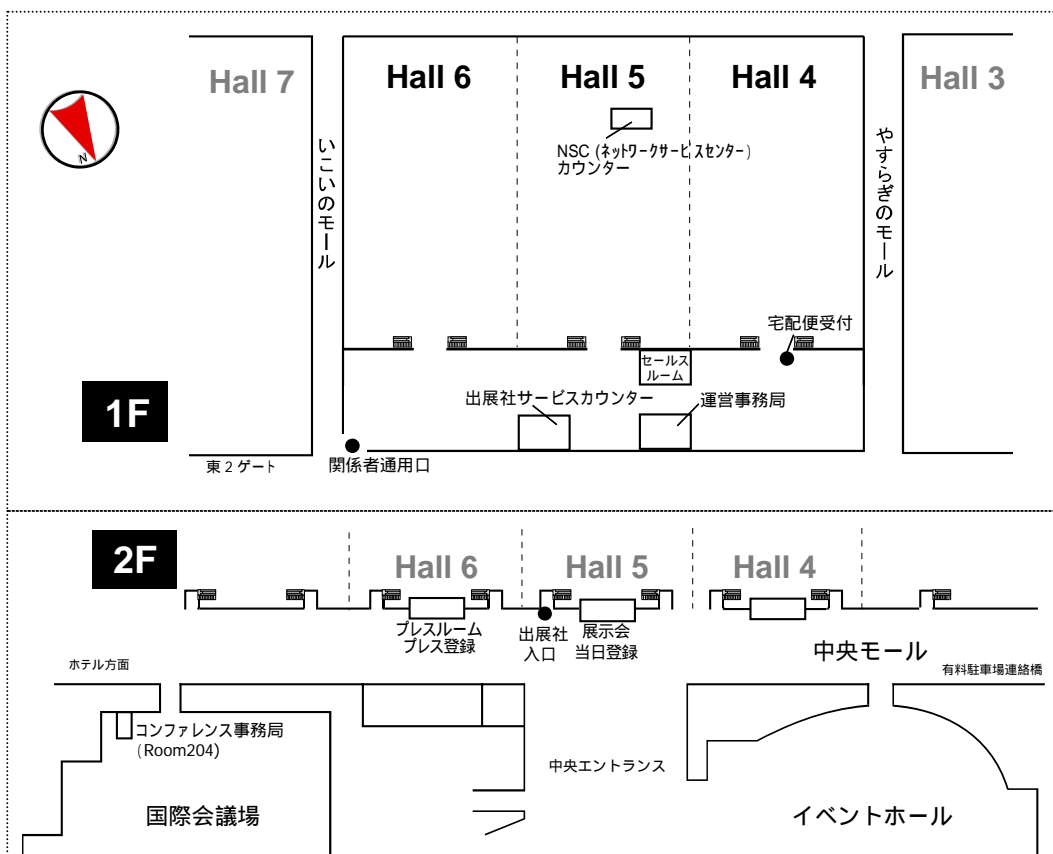 Hall 7
Hall 6
Hall 5
Hall 4
Hall 3
N
NSC (ネットワークサービスセンター)
カウンター
いこいのモール
やすらぎのモール
宅配便受付
セールス
ルーム
出展社サービスカウンター
運営事務局
1F
東2ゲート
関係者通用口
2F
Hall 6
Hall 5
Hall 4
プレスルーム
プレス登録
出展社
入口
展示会
当日登録
中央モール
ホテル方面
有料駐車場連絡橋
コンファレンス事務局
(Room204)
中央エントランス
国際会議場
イベントホール